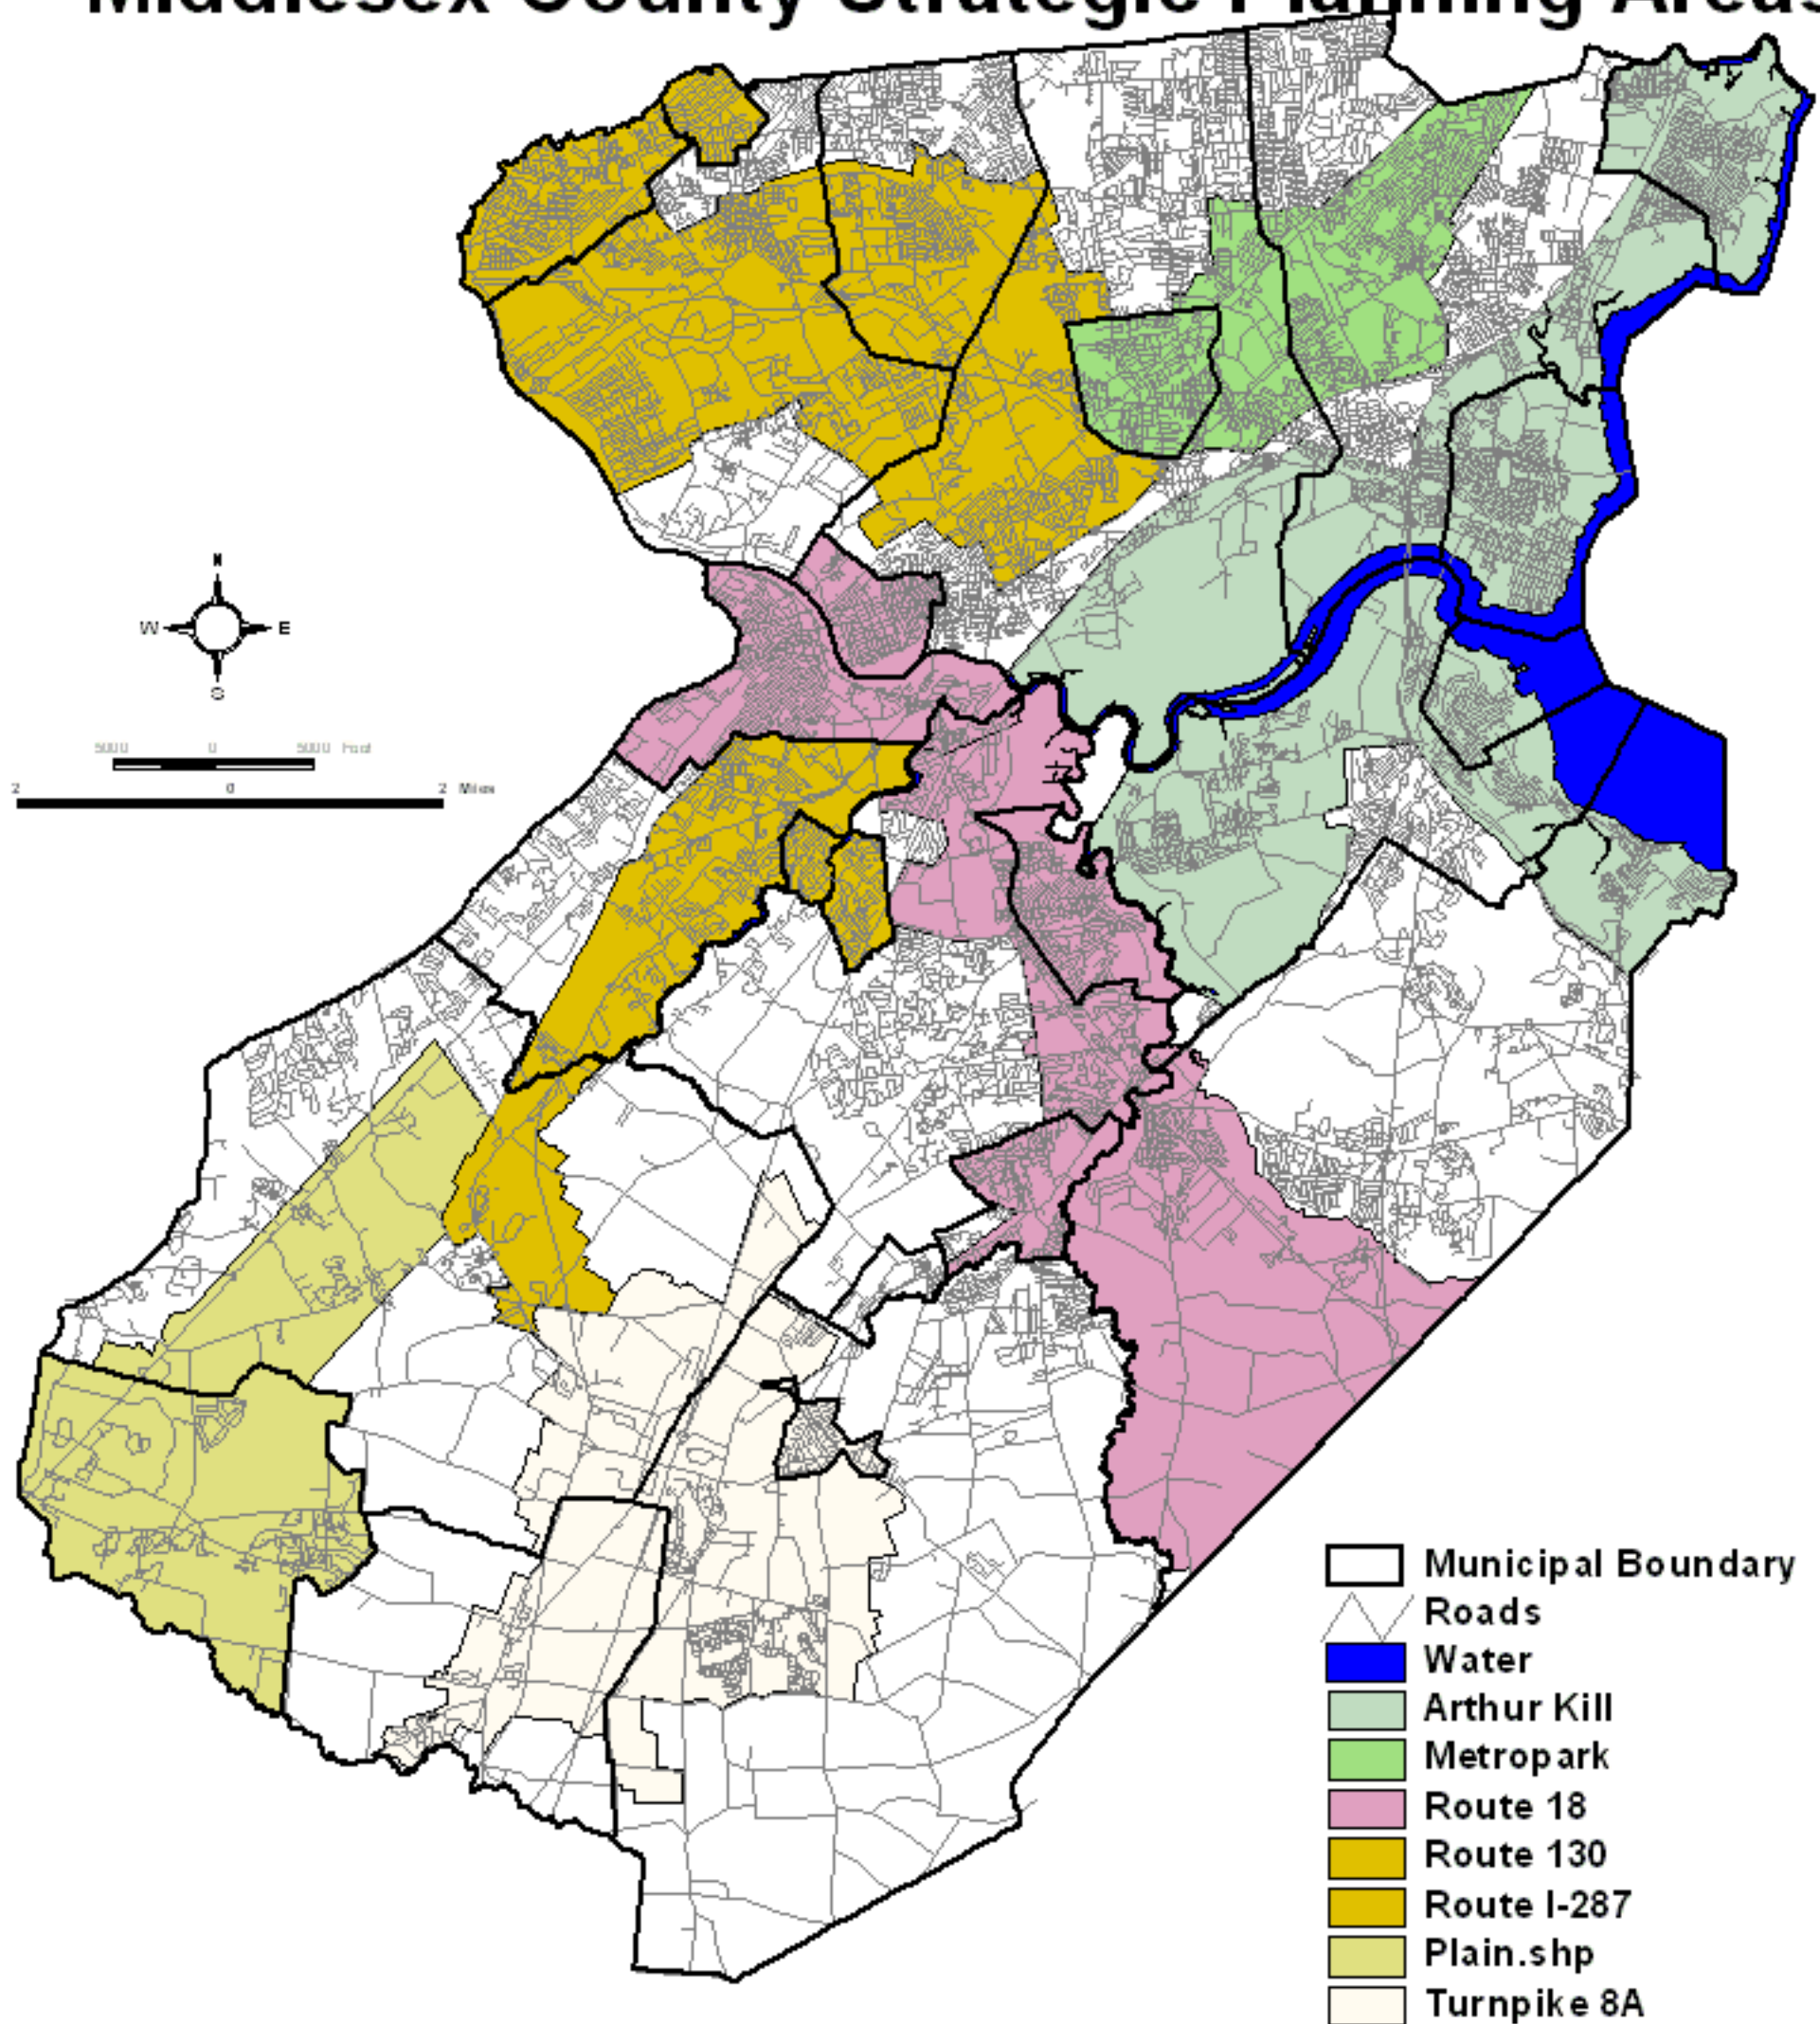 Middlesex County Strategic Planning Areas
N
W E
S
5000 0 5000 Feet
2 0 2 Miles
Municipal Boundary
Roads
Water
Arthur Kill
Metropark
Route 18
Route 130
Route I-287
Plain.shp
Turnpike 8A